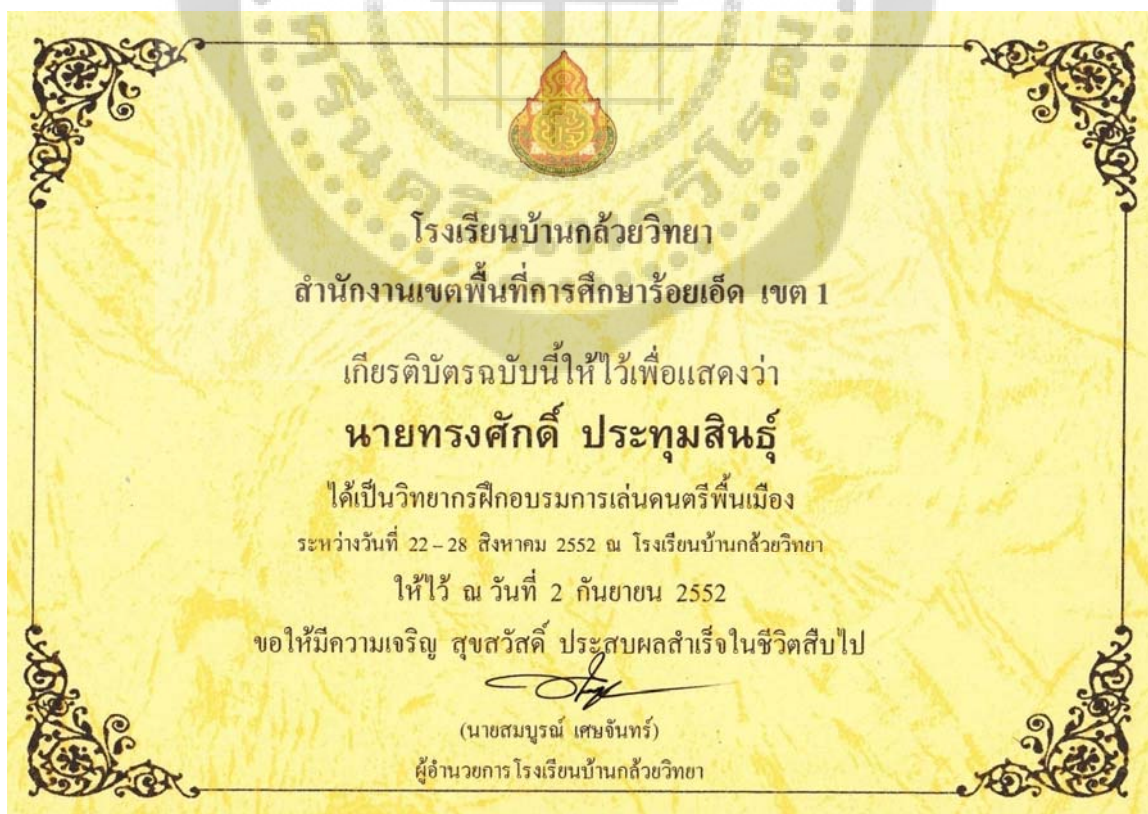 โรงเรียนบ้านกล้วยวิทยา
สำนักงานเขตพื้นที่การศึกษาร้อยเอ็ด เขต 1
เกียรติบัตรฉบับนี้ให้ไว้เพื่อแสดงว่า
นายทรงศักดิ์ ประทุมสินธุ์
ได้เป็นวิทยากรฝึกอบรมการเล่นดนตรีพื้นเมือง
ระหว่างวันที่ 22 – 28 สิงหาคม 2552 ณ โรงเรียนบ้านกล้วยวิทยา
ให้ไว้ ณ วันที่ 2 กันยายน 2552
ขอให้มีความเจริญ สุขสวัสดิ์ ประสบผลสำเร็จในชีวิตสืบไป
(นายสมบูรณ์ เศษจันทร์)
ผู้อำนวยการโรงเรียนบ้านกล้วยวิทยา